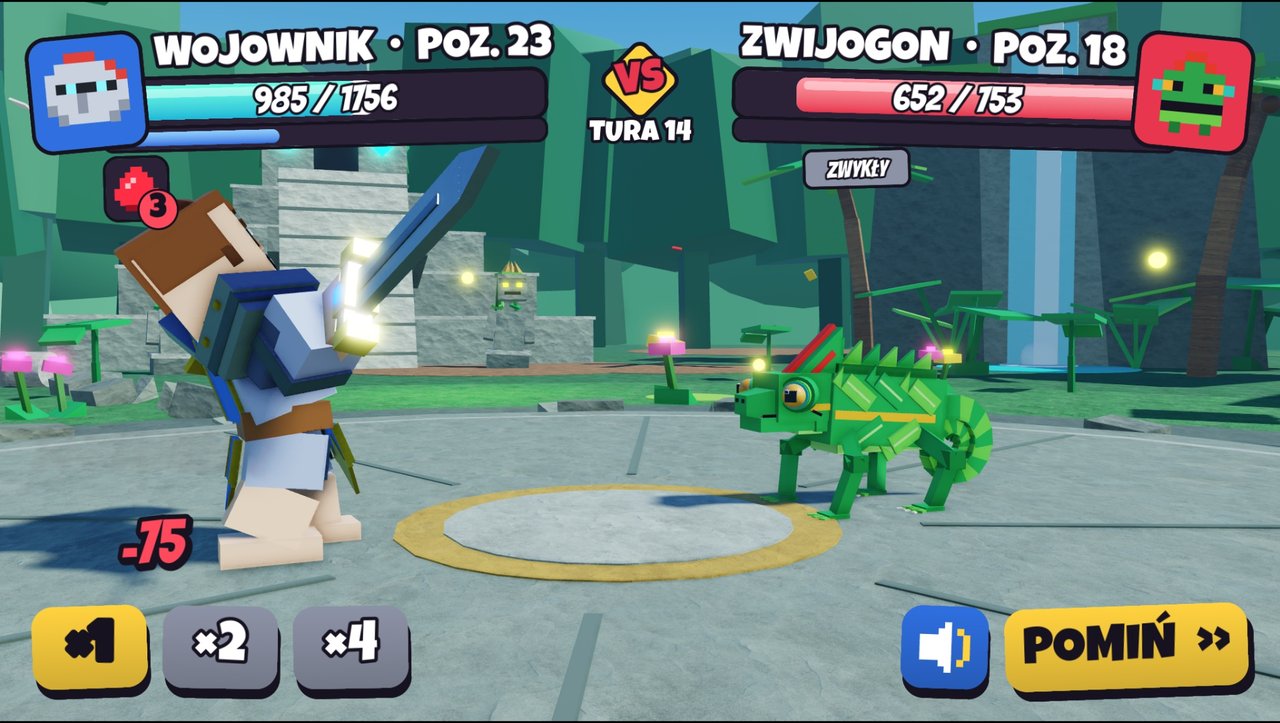 WOJOWNIK • POZ. 23
985 / 1756
3
VS
TURA 14
ZWIJOGON • POZ. 18
652 / 753
ZWYKŁY
-75
×1
×2
×4
POMIŃ »